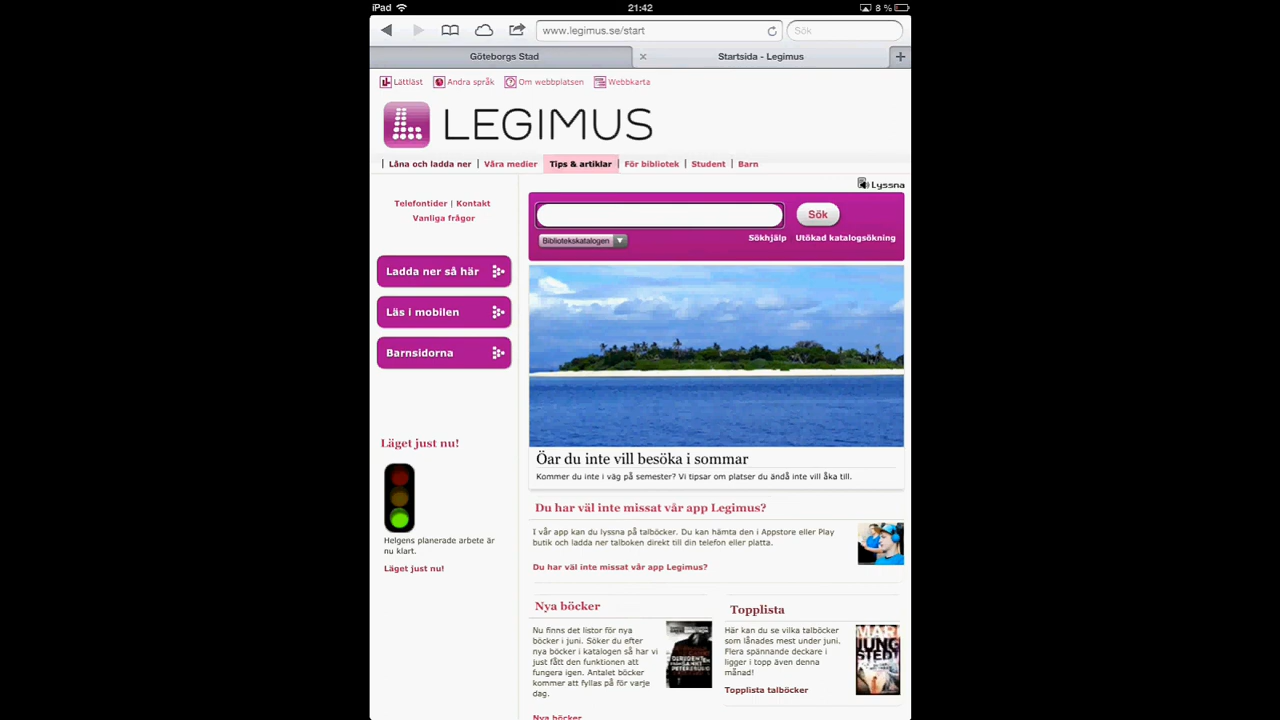 iPad 21:42 8 %
www.legimus.se/start Sök
Göteborgs Stad Startsida - Legimus
Lättläst Andra språk Om webbplatsen Webbkarta
LEGIMUS
Låna och ladda ner Våra medier Tips & artiklar För bibliotek Student Barn
Lyssna
Telefontider | Kontakt
Vanliga frågor
Sök
Bibliotekskatalogen
Sökhjälp Utökad katalogsökning
Ladda ner så här
Läs i mobilen
Barnsidorna
Läget just nu!
Helgens planerade arbete är
nu klart.
Läget just nu!
Öar du inte vill besöka i sommar
Kommer du inte i väg på semester? Vi tipsar om platser du ändå inte vill åka till.
Du har väl inte missat vår app Legimus?
I vår app kan du lyssna på talböcker. Du kan hämta den i Appstore eller Play
butik och ladda ner talboken direkt till din telefon eller platta.
Du har väl inte missat vår app Legimus?
Nya böcker
Nu finns det listor för nya
böcker i juni. Söker du efter
nya böcker i katalogen så har vi
just fått den funktionen att
fungera igen. Antalet böcker
kommer att fyllas på för varje
dag.
Nya böcker
Topplista
Här kan du se vilka talböcker
som lånades mest under juni.
Flera spännande deckare i
ligger i topp även denna
månad!
Topplista talböcker
DIRIGENTEN
FRÅN SANKT
PETERSBURG
MARI
JUNG
STEDT